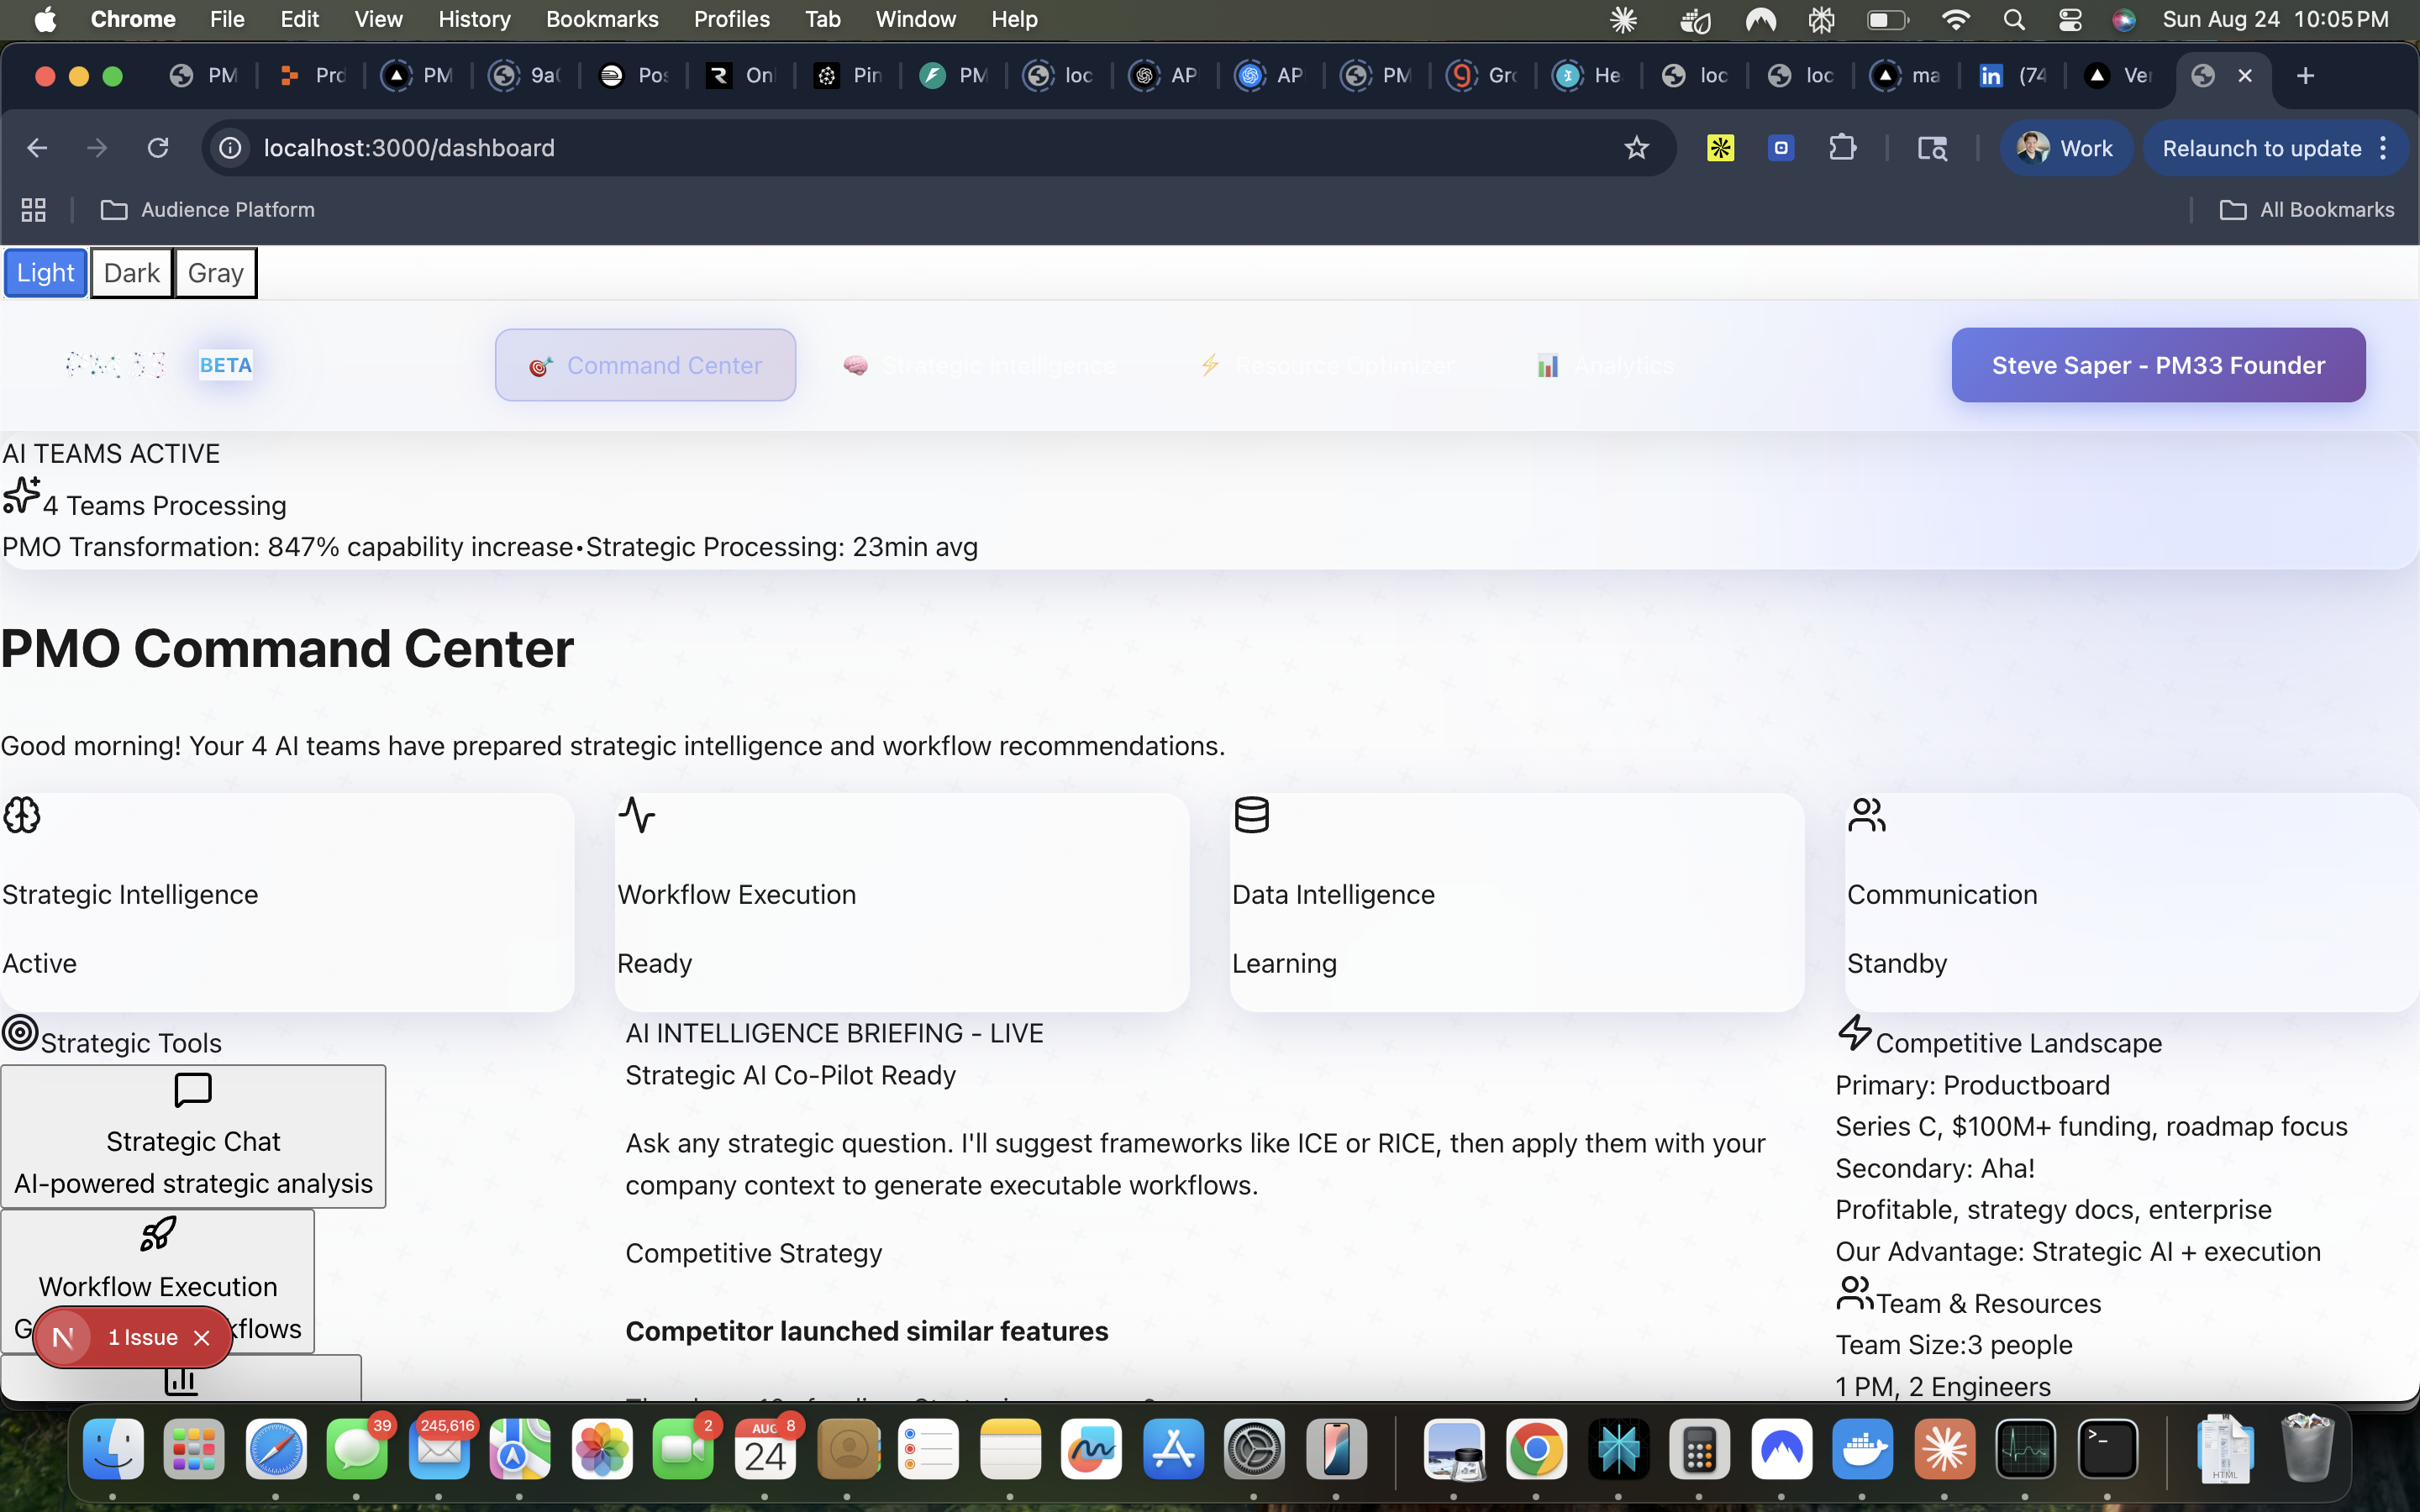 Chrome File Edit View History Bookmarks Profiles Tab Window Help Sun Aug 24 10:05 PM
PM Prd PM 9a Pos Onl Pin PM loc AP AP PM Gro He loc loc ma (74 Ver
localhost:3000/dashboard Work Relaunch to update
Audience Platform All Bookmarks
Light Dark Gray
PM 33 BETA 🎯 Command Center 🧠 Strategic Intelligence ⚡ Resource Optimizer 📊 Analytics Steve Saper - PM33 Founder
AI TEAMS ACTIVE
4 Teams Processing
PMO Transformation: 847% capability increase•Strategic Processing: 23min avg
PMO Command Center
Good morning! Your 4 AI teams have prepared strategic intelligence and workflow recommendations.
Strategic Intelligence
Active
Workflow Execution
Ready
Data Intelligence
Learning
Communication
Standby
Strategic Tools
Strategic Chat
AI-powered strategic analysis
Workflow Execution
G kflows
N 1 Issue
AI INTELLIGENCE BRIEFING - LIVE
Strategic AI Co-Pilot Ready
Ask any strategic question. I'll suggest frameworks like ICE or RICE, then apply them with your
company context to generate executable workflows.
Competitive Strategy
Competitor launched similar features
Competitive Landscape
Primary: Productboard
Series C, $100M+ funding, roadmap focus
Secondary: Aha!
Profitable, strategy docs, enterprise
Our Advantage: Strategic AI + execution
Team & Resources
Team Size:3 people
1 PM, 2 Engineers
39 245,616 2 AUG 24 8
HTML